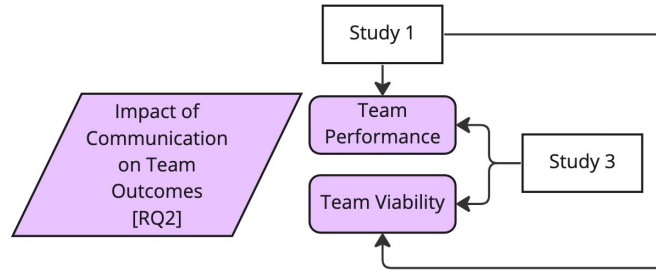 Study 1
Impact of
Communication
on Team
Outcomes
[RQ2]
Team
Performance
Study 3
Team Viability